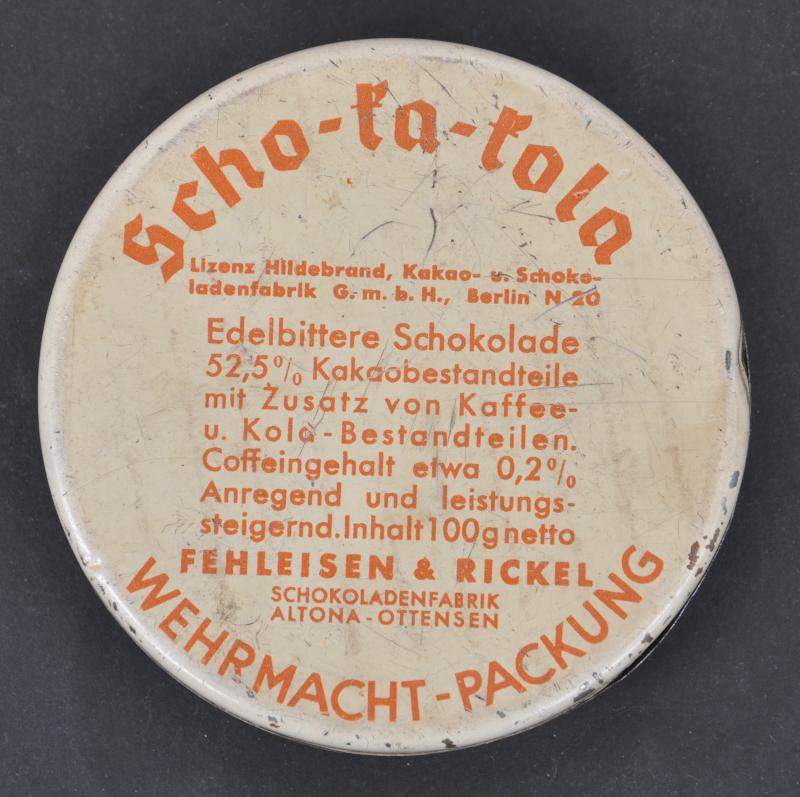 Scho-ka-kola
Lizenz Hildebrand, Kakao- u. Schoko-
ladenfabrik G. m. b. H., Berlin N 20
Edelbittere Schokolade
52,5% Kakaobestandteile
mit Zusatz von Kaffee-
u. Kola-Bestandteilen.
Coffeingehalt etwa 0,2%
Anregend und leistungs-
steigernd. Inhalt 100g netto
FEHLEISEN & RICKEL
SCHOKOLADENFABRIK
ALTONA-OTTENSEN
WEHRMACHT-PACKUNG